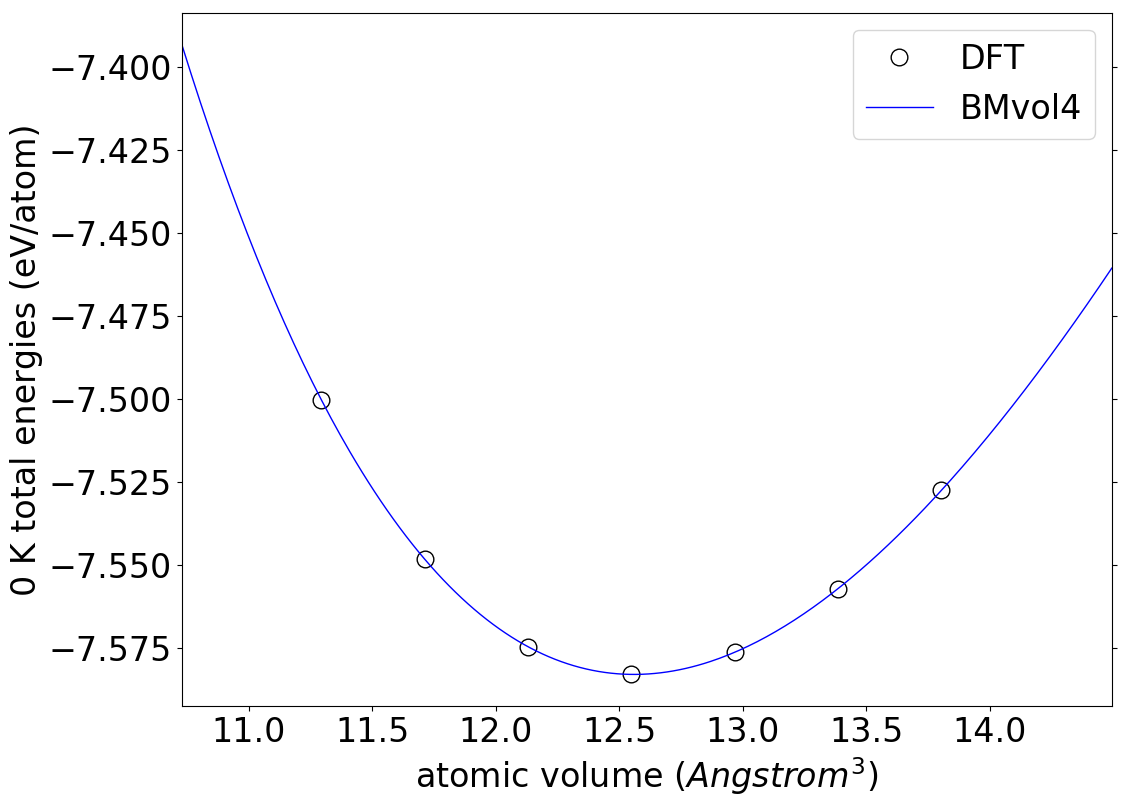 DFT
BMvol4
−7.400
−7.425
−7.450
−7.475
−7.500
−7.525
−7.550
−7.575
0 K total energies (eV/atom)
11.0 11.5 12.0 12.5 13.0 13.5 14.0
atomic volume (Angstrom³)